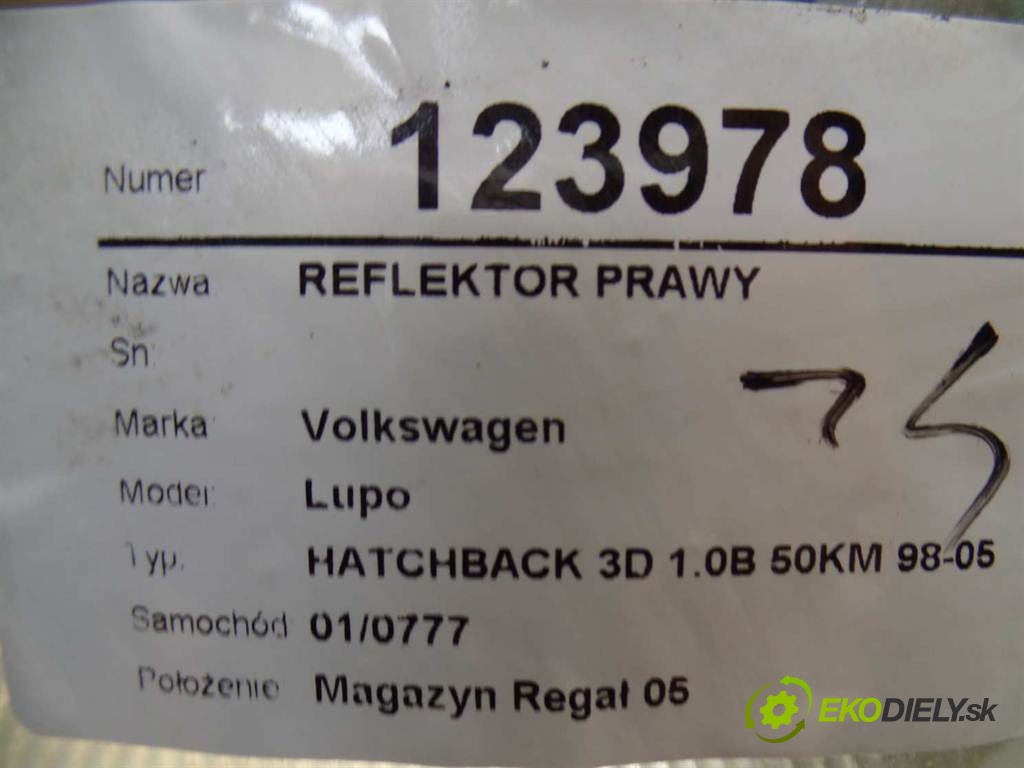 Numer 123978
Nazwa REFLEKTOR PRAWY
Sn:
Marka Volkswagen
Model: Lupo
Typ. HATCHBACK 3D 1.0B 50KM 98-05
Samochód 01/0777
Położenie Magazyn Regał 05
EKODIELY.sk